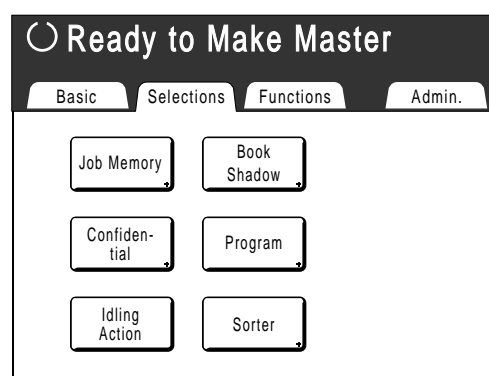 Ready to Make Master
Basic Selections Functions Admin.
Job Memory
Book
Shadow
Confiden-
tial
Program
Idling
Action
Sorter